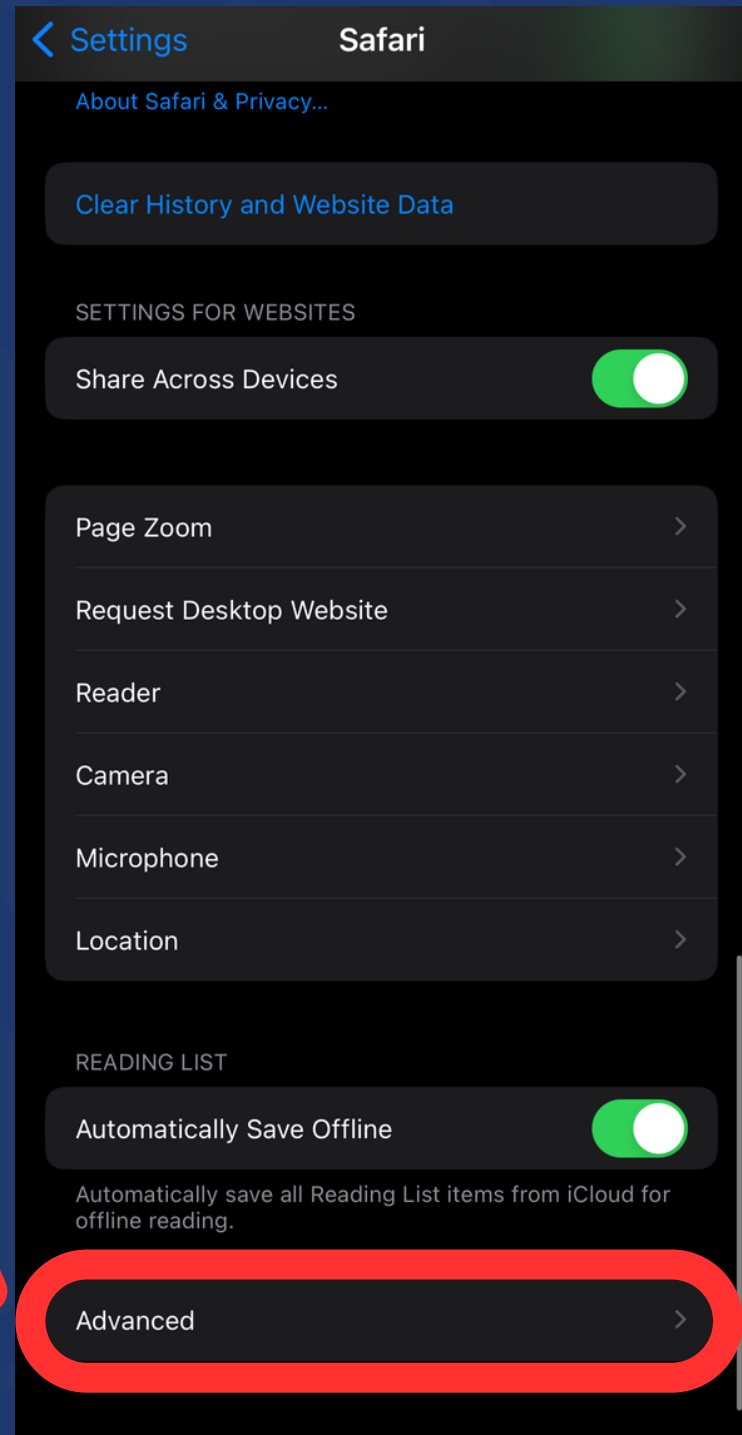 Settings
Safari
About Safari & Privacy...
Clear History and Website Data
SETTINGS FOR WEBSITES
Share Across Devices
Page Zoom
Request Desktop Website
Reader
Camera
Microphone
Location
READING LIST
Automatically Save Offline
Automatically save all Reading List items from iCloud for
offline reading.
Advanced